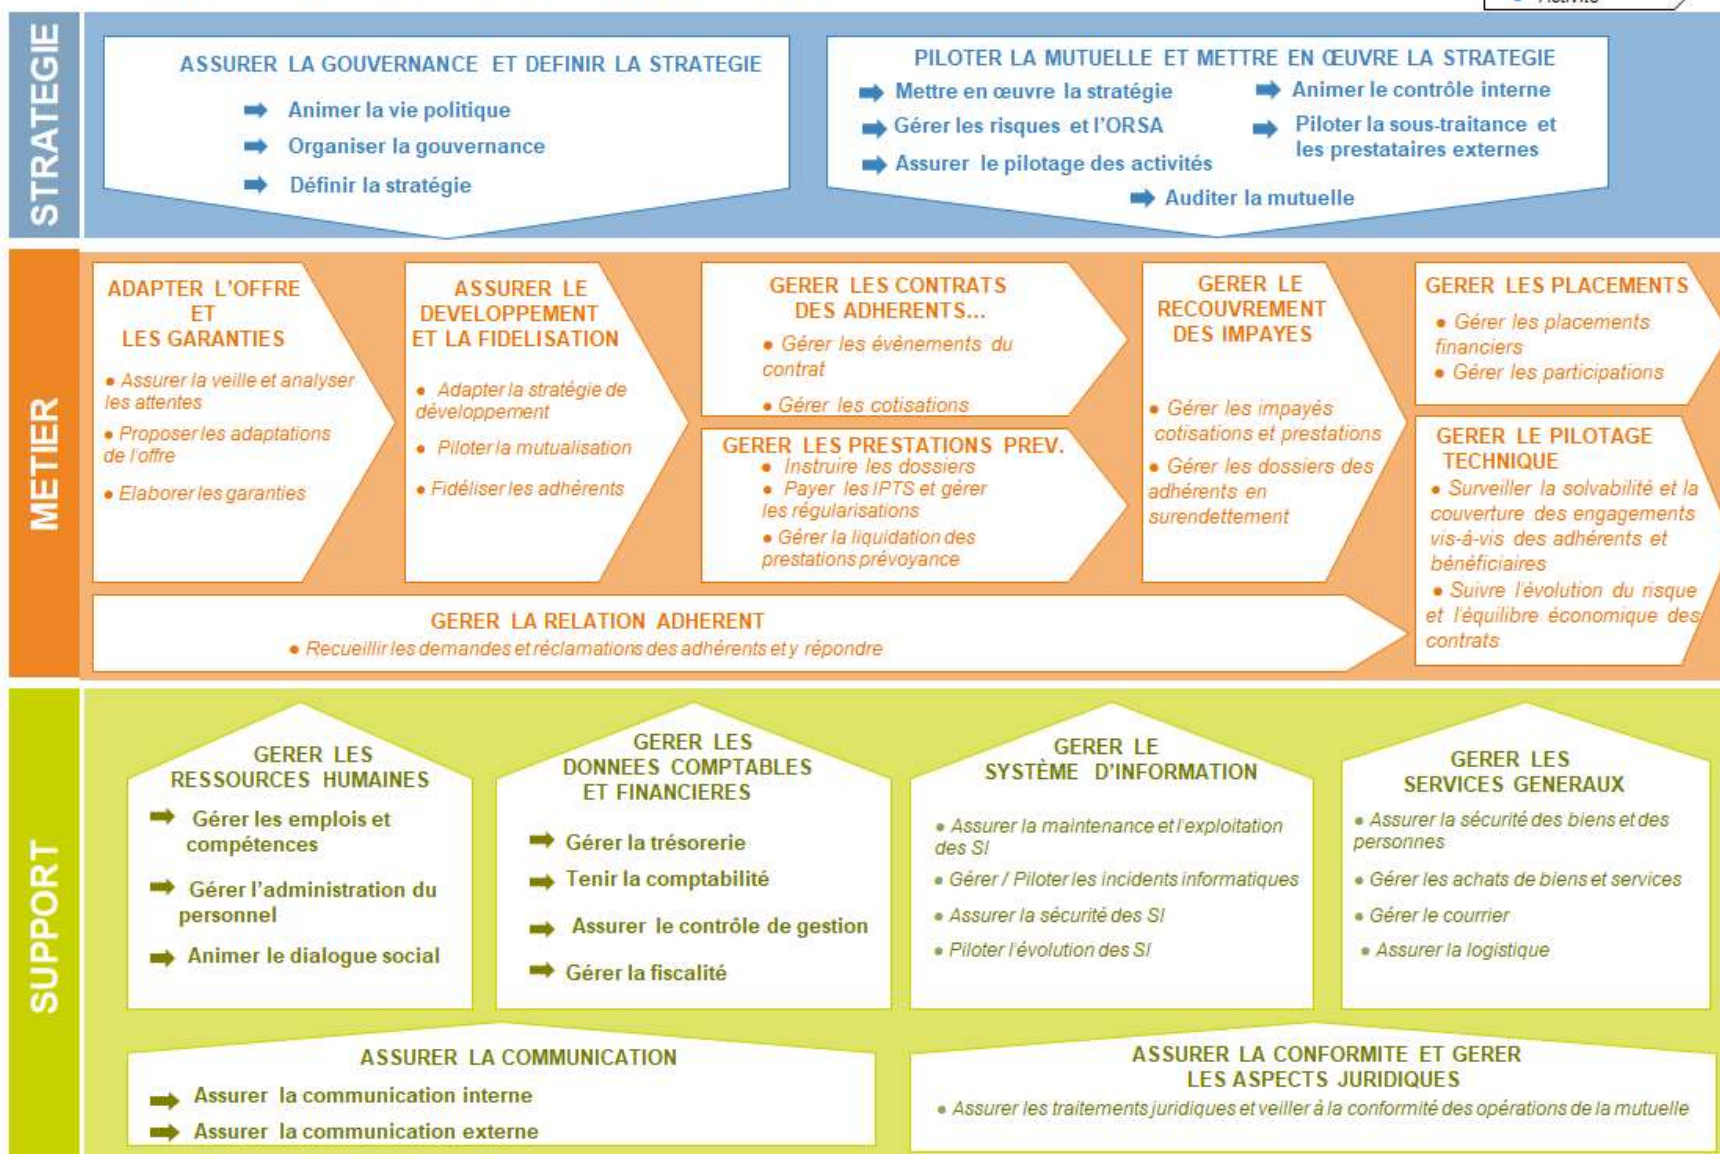 Activité
STRATEGIE
ASSURER LA GOUVERNANCE ET DEFINIR LA STRATEGIE
Animer la vie politique
Organiser la gouvernance
Définir la stratégie
PILOTER LA MUTUELLE ET METTRE EN ŒUVRE LA STRATEGIE
Mettre en œuvre la stratégie
Gérer les risques et l'ORSA
Assurer le pilotage des activités
Animer le contrôle interne
Piloter la sous-traitance et
les prestataires externes
Auditer la mutuelle
METIER
ADAPTER L'OFFRE
ET
LES GARANTIES
● Assurer la veille et analyser
les attentes
● Proposer les adaptations
de l'offre
● Elaborer les garanties
ASSURER LE
DEVELOPPEMENT
ET LA FIDELISATION
● Adapter la stratégie de
développement
● Piloter la mutualisation
● Fidéliser les adhérents
GERER LES CONTRATS
DES ADHERENTS...
● Gérer les évènements du
contrat
● Gérer les cotisations
GERER LES PRESTATIONS PREV.
● Instruire les dossiers
● Payer les IPTS et gérer
les régularisations
● Gérer la liquidation des
prestations prévoyance
GERER LE
RECOUVREMENT
DES IMPAYES
● Gérer les impayés
cotisations et prestations
● Gérer les dossiers des
adhérents en
surendettement
GERER LES PLACEMENTS
● Gérer les placements
financiers
● Gérer les participations
GERER LE PILOTAGE
TECHNIQUE
● Surveiller la solvabilité et la
couverture des engagements
vis-à-vis des adhérents et
bénéficiaires
● Suivre l'évolution du risque
et l'équilibre économique des
contrats
GERER LA RELATION ADHERENT
● Recueillir les demandes et réclamations des adhérents et y répondre
SUPPORT
GERER LES
RESSOURCES HUMAINES
Gérer les emplois et
compétences
Gérer l'administration du
personnel
Animer le dialogue social
GERER LES
DONNEES COMPTABLES
ET FINANCIERES
Gérer la trésorerie
Tenir la comptabilité
Assurer le contrôle de gestion
Gérer la fiscalité
GERER LE
SYSTÈME D'INFORMATION
● Assurer la maintenance et l'exploitation
des SI
● Gérer / Piloter les incidents informatiques
● Assurer la sécurité des SI
● Piloter l'évolution des SI
GERER LES
SERVICES GENERAUX
● Assurer la sécurité des biens et des
personnes
● Gérer les achats de biens et services
● Gérer le courrier
● Assurer la logistique
ASSURER LA COMMUNICATION
Assurer la communication interne
Assurer la communication externe
ASSURER LA CONFORMITE ET GERER
LES ASPECTS JURIDIQUES
● Assurer les traitements juridiques et veiller à la conformité des opérations de la mutuelle